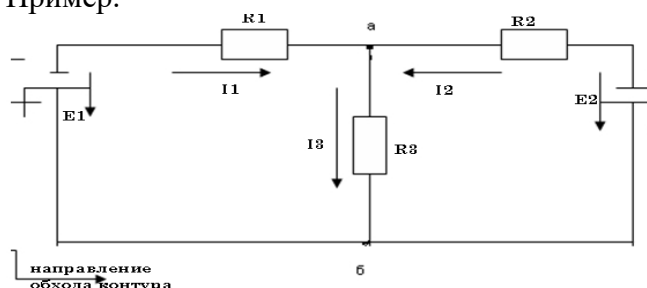 Пример:
R1
а
R2
I1
I2
E1
E2
I3
R3
б
направление
обхода контура